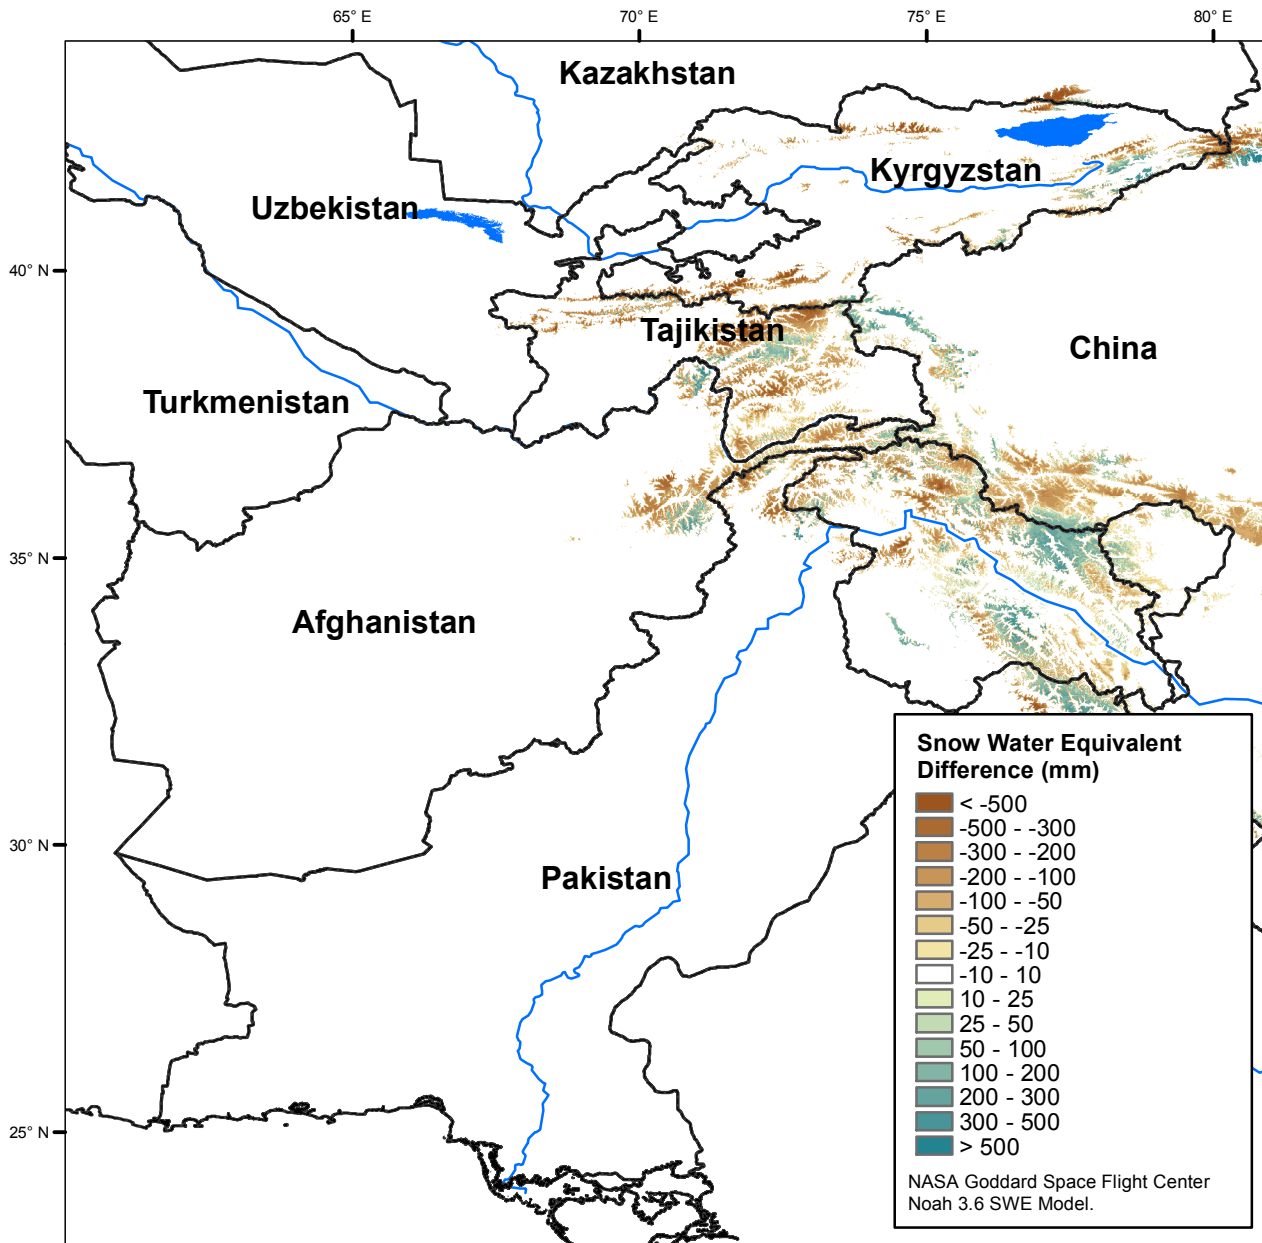 65° E
70° E
75° E
80° E
Kazakhstan
Kyrgyzstan
Uzbekistan
40° N
Tajikistan
China
Turkmenistan
35° N
Afghanistan
30° N
Pakistan
25° N
Snow Water Equivalent
Difference (mm)
< -500
-500 - -300
-300 - -200
-200 - -100
-100 - -50
-50 - -25
-25 - -10
-10 - 10
10 - 25
25 - 50
50 - 100
100 - 200
200 - 300
300 - 500
> 500
NASA Goddard Space Flight Center
Noah 3.6 SWE Model.